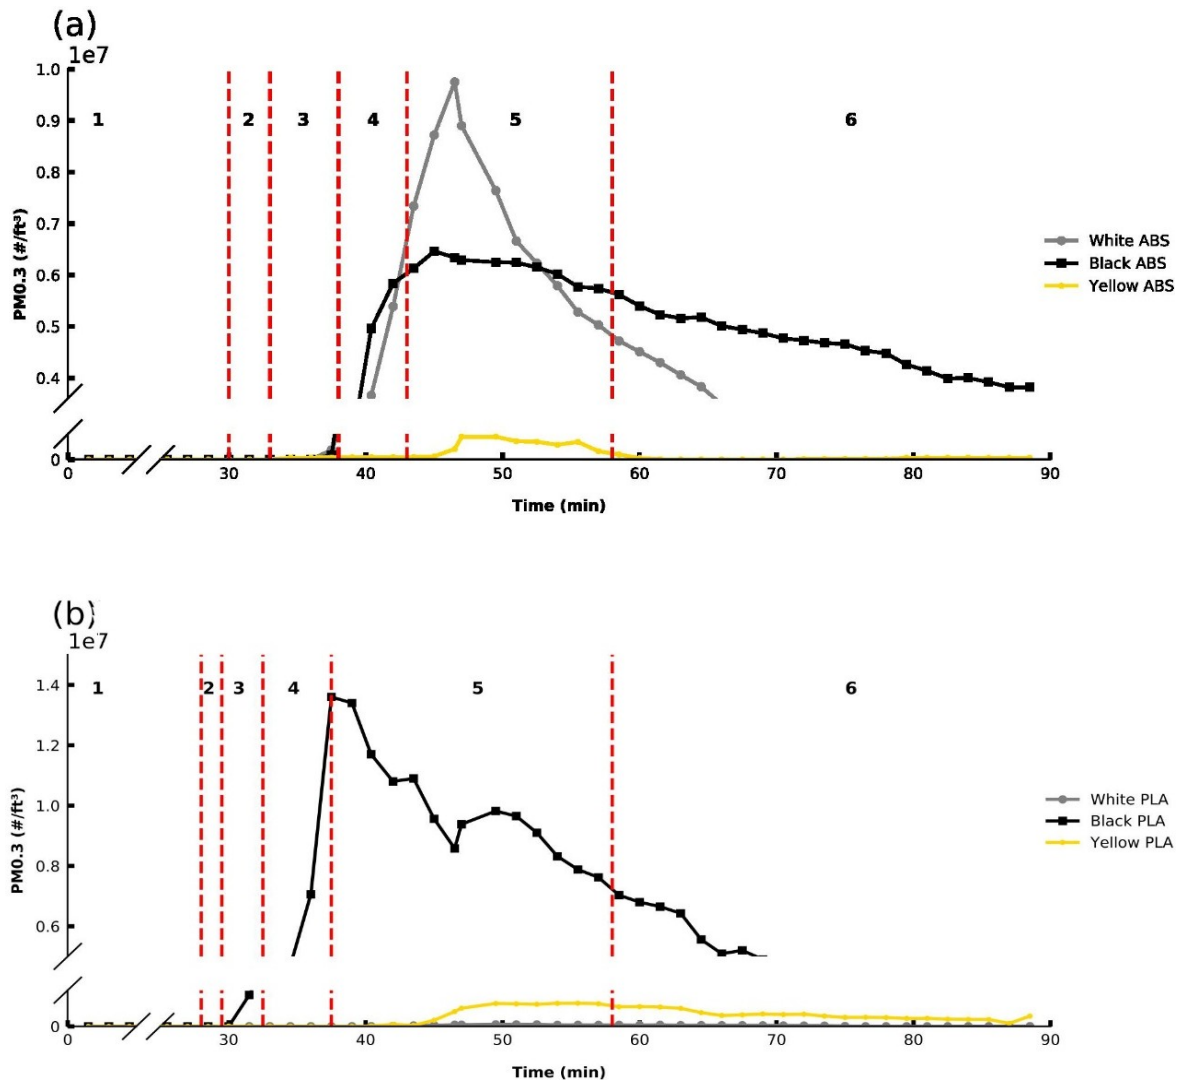 (a)
1e7
1.0
0.9
0.8
0.7
0.6
0.5
0.4
0
PM0.3 (#/ft³)
1 2 3 4 5 6
White ABS
Black ABS
Yellow ABS
0 30 40 50 60 70 80 90
Time (min)
(b)
1e7
1.4
1.2
1.0
0.8
0.6
0
PM0.3 (#/ft³)
1 2 3 4 5 6
White PLA
Black PLA
Yellow PLA
0 30 40 50 60 70 80 90
Time (min)